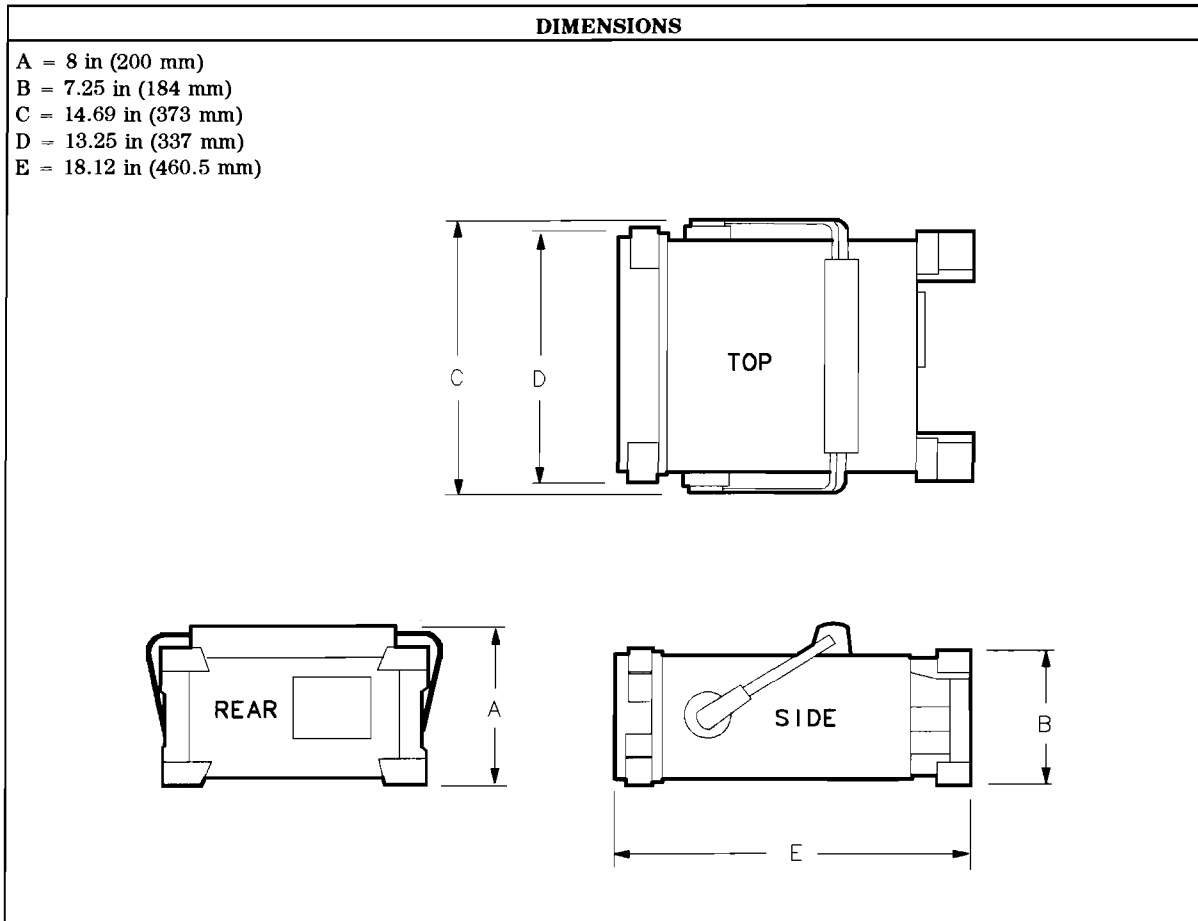 DIMENSIONS
A = 8 in (200 mm)
B = 7.25 in (184 mm)
C = 14.69 in (373 mm)
D = 13.25 in (337 mm)
E = 18.12 in (460.5 mm)
C
D
TOP
REAR
A
SIDE
B
E